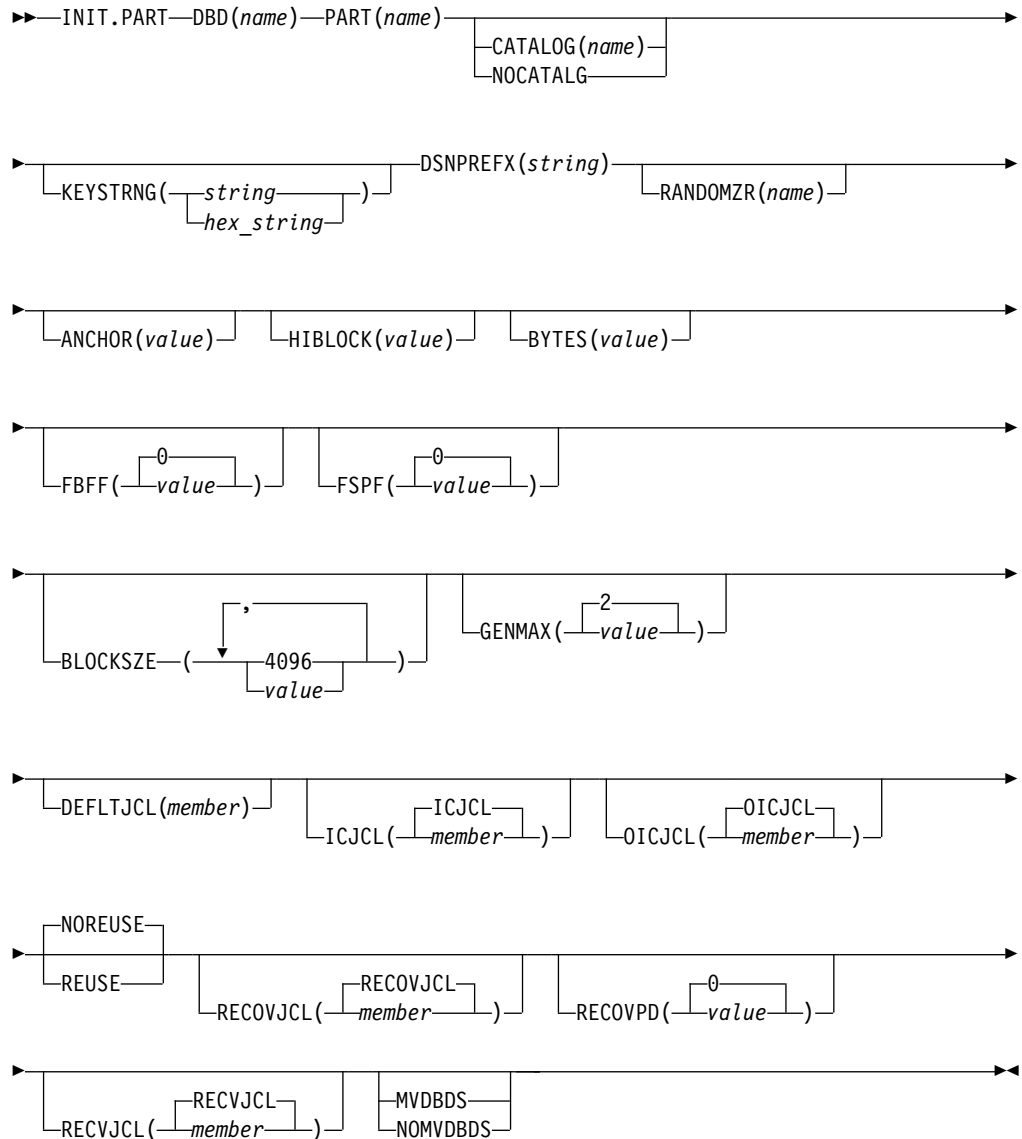 INIT.PART DBD(name) PART(name)
CATALOG(name)
NOCATALG
KEYSTRNG( string )
hex_string
DSNPREFX(string)
RANDOMZR(name)
ANCHOR(value) HIBLOCK(value) BYTES(value)
0
FBFF( value )
0
FSPF( value )
,
BLOCKSZE ( 4096 )
value
2
GENMAX( value )
DEFLTJCL(member)
ICJCL
ICJCL( member )
OICJCL
OICJCL( member )
NOREUSE
REUSE
RECOVJCL
RECOVJCL( member )
0
RECOVPD( value )
RECVJCL
RECVJCL( member )
MVDBDS
NOMVDBDS